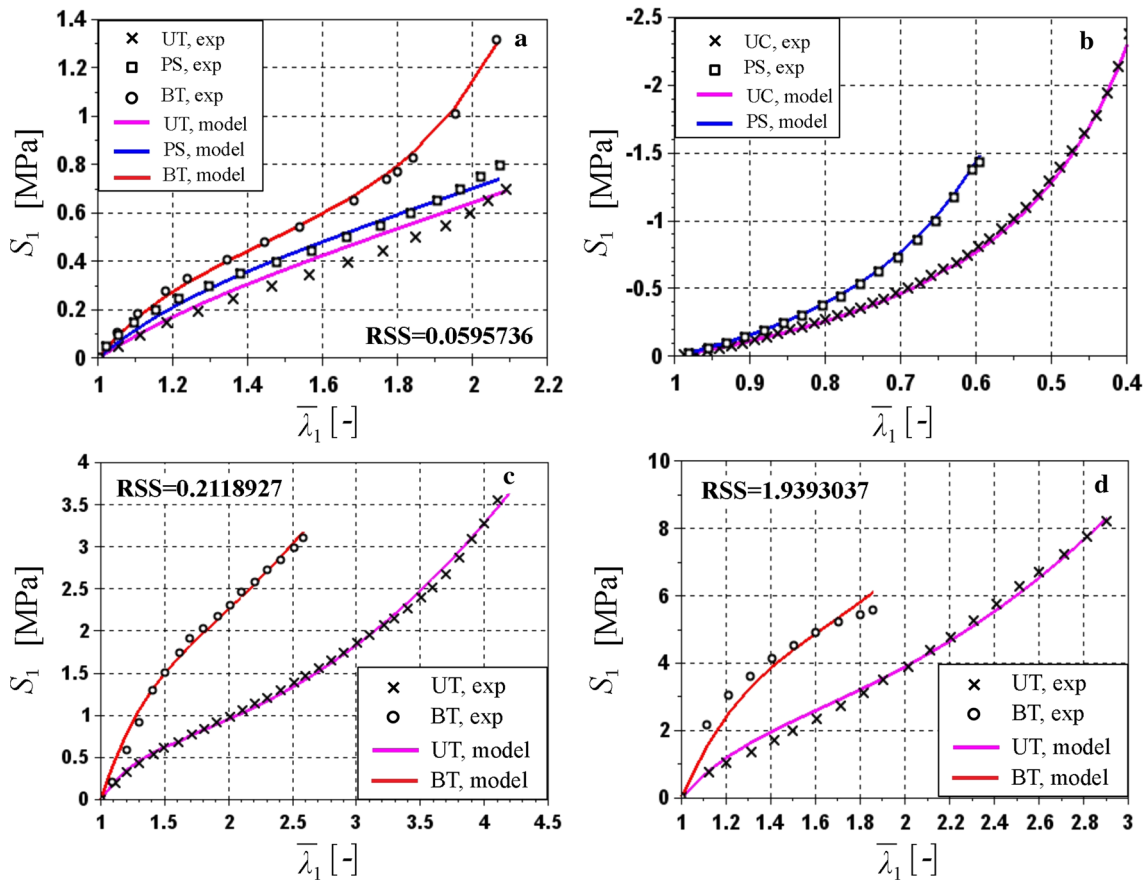 a
UT, exp
PS, exp
BT, exp
UT, model
PS, model
BT, model
RSS=0.0595736
S₁ [MPa]
1.4
1.2
1
0.8
0.6
0.4
0.2
0
1 1.2 1.4 1.6 1.8 2 2.2
λ̅₁ [-]
b
UC, exp
PS, exp
UC, model
PS, model
S₁ [MPa]
-2.5
-2
-1.5
-1
-0.5
0
1 0.9 0.8 0.7 0.6 0.5 0.4
λ̅₁ [-]
c
RSS=0.2118927
UT, exp
BT, exp
UT, model
BT, model
S₁ [MPa]
4
3.5
3
2.5
2
1.5
1
0.5
0
1 1.5 2 2.5 3 3.5 4 4.5
λ̅₁ [-]
d
RSS=1.9393037
UT, exp
BT, exp
UT, model
BT, model
S₁ [MPa]
10
8
6
4
2
0
1 1.2 1.4 1.6 1.8 2 2.2 2.4 2.6 2.8 3
λ̅₁ [-]